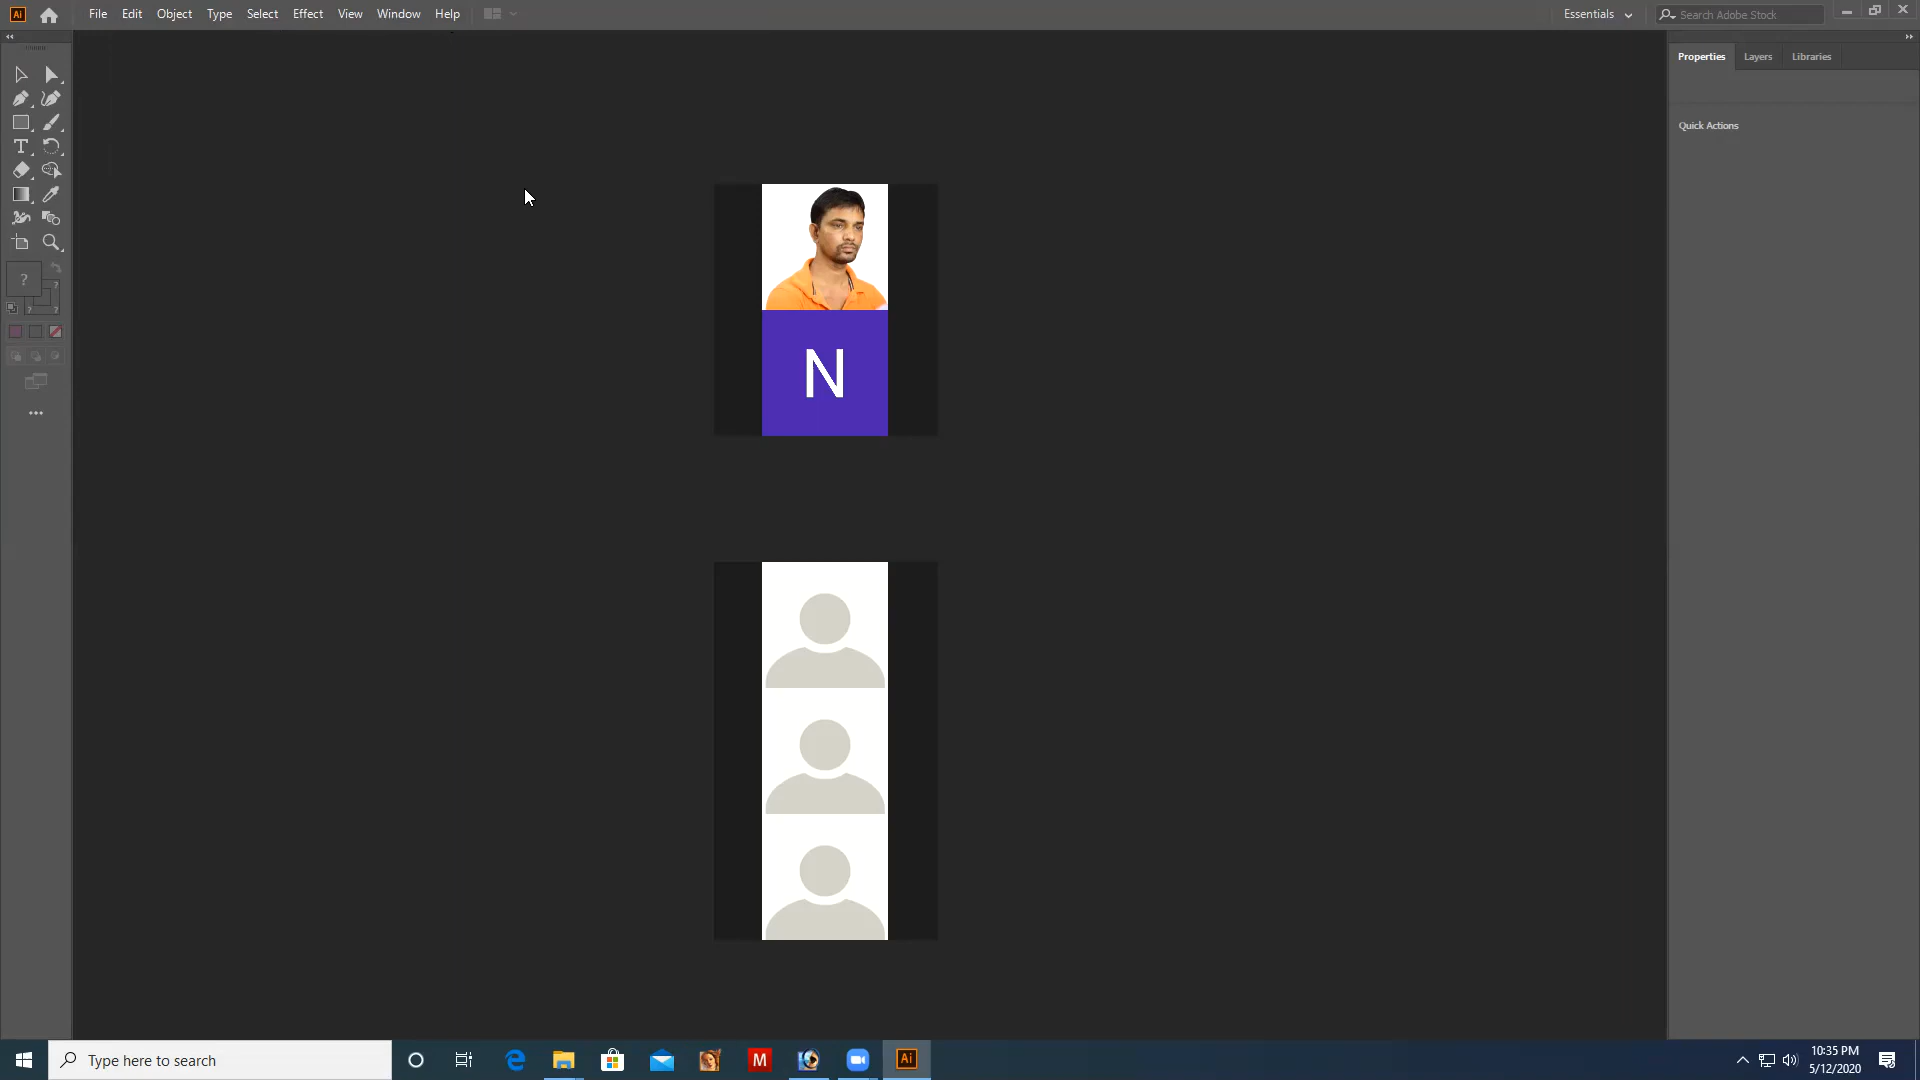 Ai File Edit Object Type Select Effect View Window Help Essentials Search Adobe Stock
Properties Layers Libraries
Quick Actions
T
?
?
? ?
N
Type here to search M Ai 10:35 PM
5/12/2020